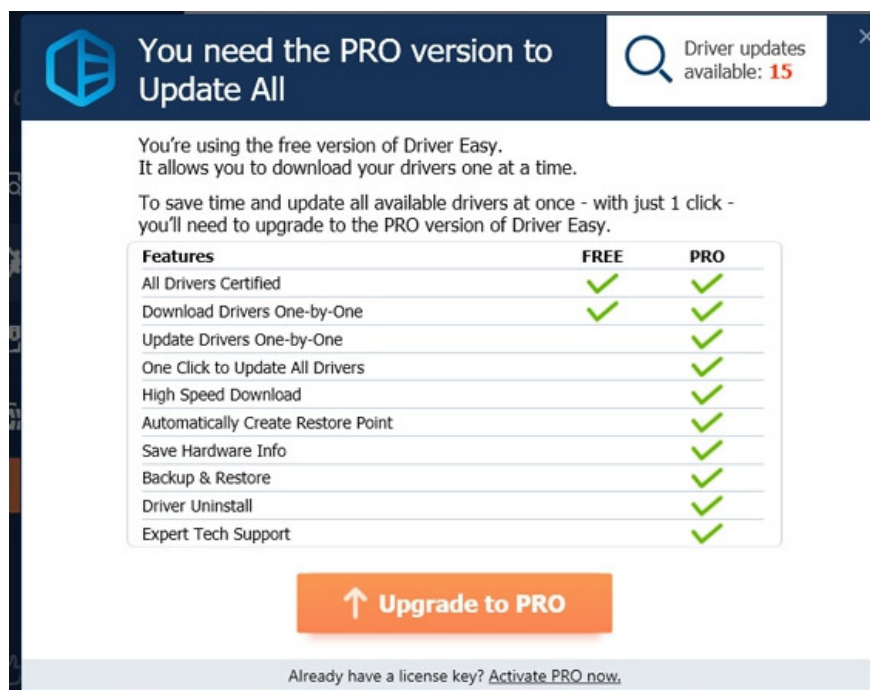 You need the PRO version to
Update All
Driver updates
available: 15
You're using the free version of Driver Easy.
It allows you to download your drivers one at a time.
To save time and update all available drivers at once - with just 1 click -
you'll need to upgrade to the PRO version of Driver Easy.
Features FREE PRO
All Drivers Certified
Download Drivers One-by-One
Update Drivers One-by-One
One Click to Update All Drivers
High Speed Download
Automatically Create Restore Point
Save Hardware Info
Backup & Restore
Driver Uninstall
Expert Tech Support
Upgrade to PRO
Already have a license key? Activate PRO now.